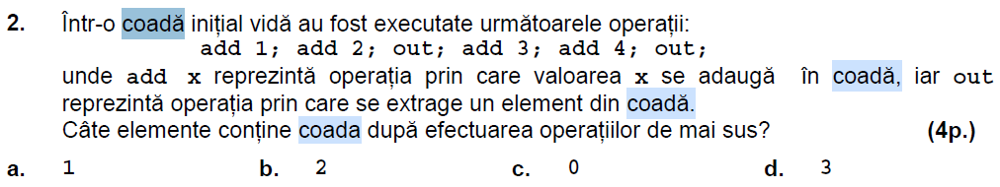 2. Într-o coadă inițial vidă au fost executate următoarele operații:
add 1; add 2; out; add 3; add 4; out;
unde add x reprezintă operația prin care valoarea x se adaugă în coadă, iar out
reprezintă operația prin care se extrage un element din coadă.
Câte elemente conține coada după efectuarea operațiilor de mai sus? (4p.)
a. 1 b. 2 c. 0 d. 3